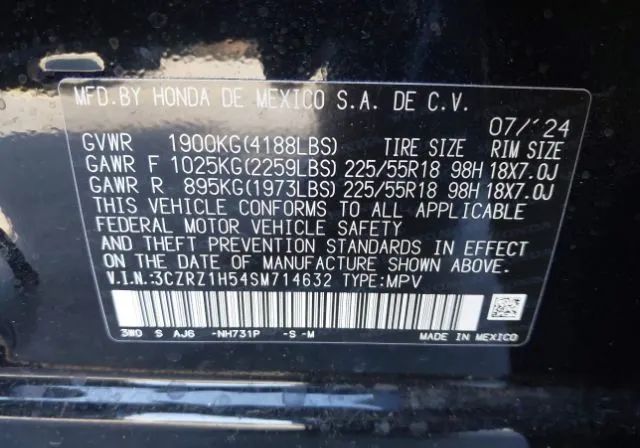 MFD.BY HONDA DE MEXICO S.A. DE C.V.
07/'24
GVWR 1900KG(4188LBS) TIRE SIZE RIM SIZE
GAWR F 1025KG(2259LBS) 225/55R18 98H 18X7.0J
GAWR R 895KG(1973LBS) 225/55R18 98H 18X7.0J
THIS VEHICLE CONFORMS TO ALL APPLICABLE
FEDERAL MOTOR VEHICLE SAFETY
AND THEFT PREVENTION STANDARDS IN EFFECT
ON THE DATE OF MANUFACTURE SHOWN ABOVE.
V.I.N.:3CZRZ1H54SM714632 TYPE:MPV
3W0 S AJ6 -NH731P -S-M MADE IN MEXICO